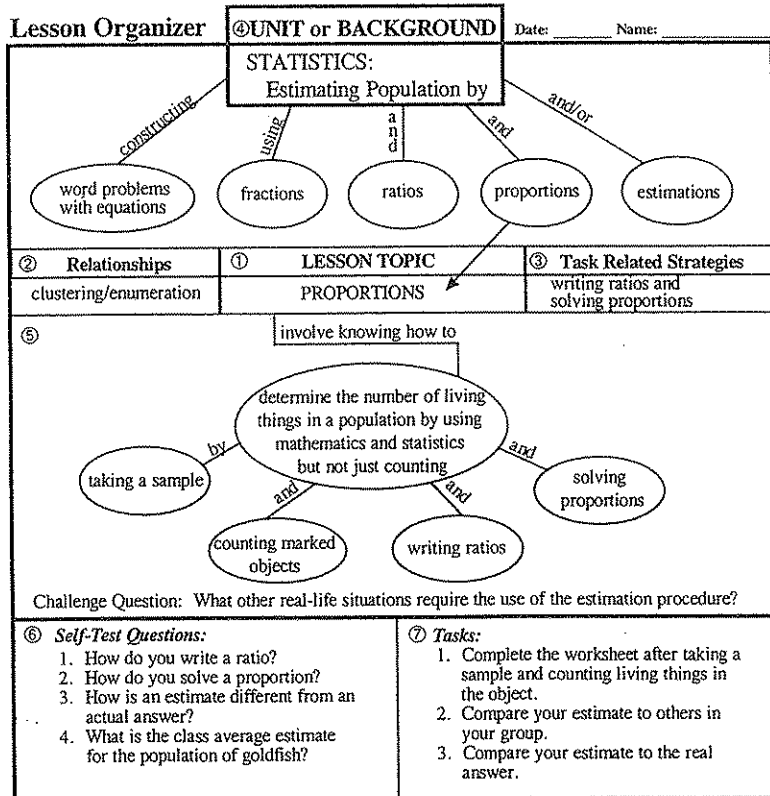 Lesson Organizer
④UNIT or BACKGROUND
Date: ________ Name: ________________
STATISTICS:
Estimating Population by
constructing
using
and
and
and/or
word problems
with equations
fractions
ratios
proportions
estimations
② Relationships
clustering/enumeration
① LESSON TOPIC
PROPORTIONS
③ Task Related Strategies
writing ratios and
solving proportions
⑤
involve knowing how to
determine the number of living
things in a population by using
mathematics and statistics
but not just counting
by
and
and
and
taking a sample
counting marked
objects
writing ratios
solving
proportions
Challenge Question: What other real-life situations require the use of the estimation procedure?
⑥ Self-Test Questions:
1. How do you write a ratio?
2. How do you solve a proportion?
3. How is an estimate different from an
actual answer?
4. What is the class average estimate
for the population of goldfish?
⑦ Tasks:
1. Complete the worksheet after taking a
sample and counting living things in
the object.
2. Compare your estimate to others in
your group.
3. Compare your estimate to the real
answer.